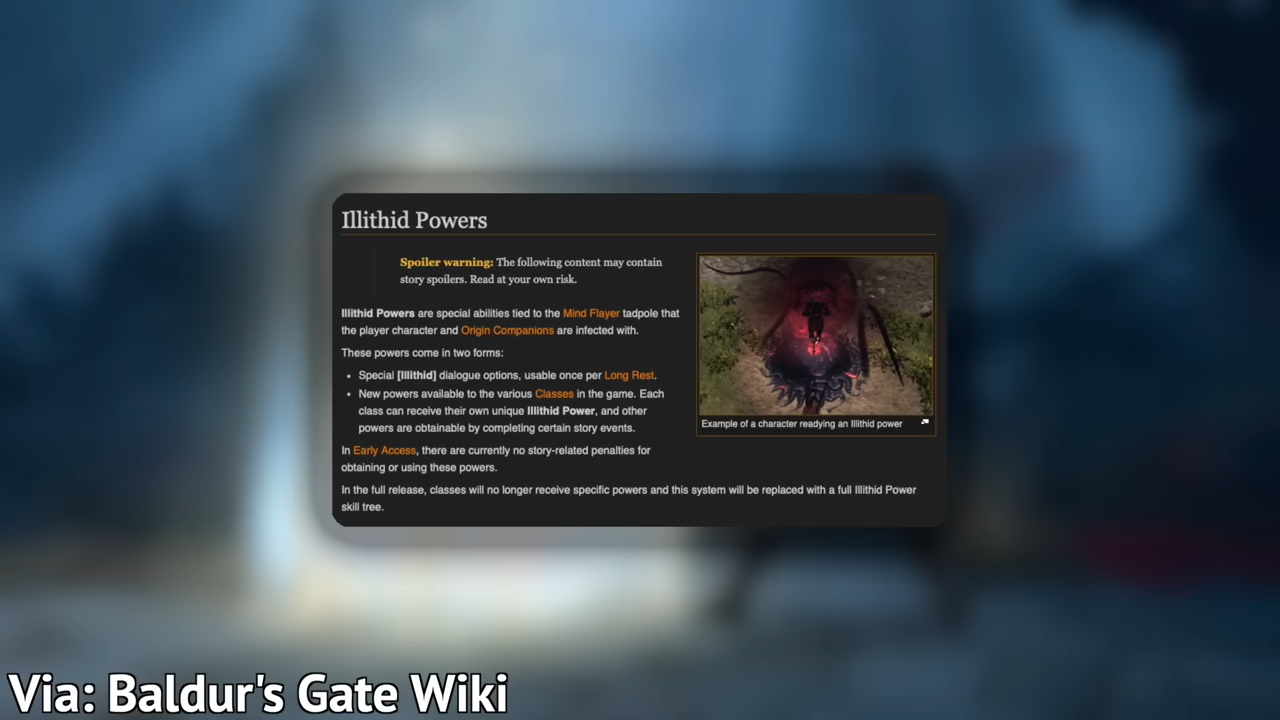 Illithid Powers
Spoiler warning: The following content may contain
story spoilers. Read at your own risk.
Illithid Powers are special abilities tied to the Mind Flayer tadpole that
the player character and Origin Companions are infected with.
These powers come in two forms:
• Special [Illithid] dialogue options, usable once per Long Rest.
• New powers available to the various Classes in the game. Each
class can receive their own unique Illithid Power, and other
powers are obtainable by completing certain story events.
Example of a character readying an Illithid power
In Early Access, there are currently no story-related penalties for
obtaining or using these powers.
In the full release, classes will no longer receive specific powers and this system will be replaced with a full Illithid Power
skill tree.
Via: Baldur's Gate Wiki